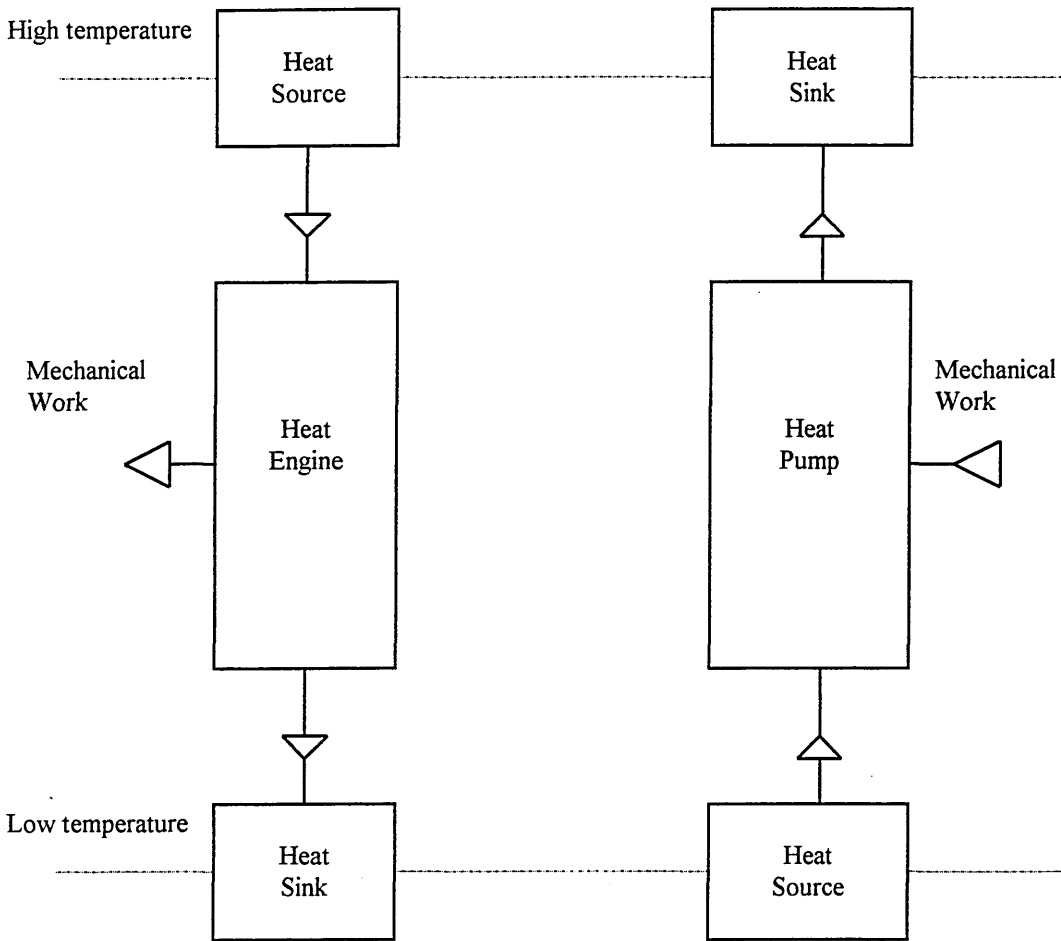 High temperature
Heat
Source
Heat
Sink
Mechanical
Work
Heat
Engine
Heat
Pump
Mechanical
Work
Low temperature
Heat
Sink
Heat
Source